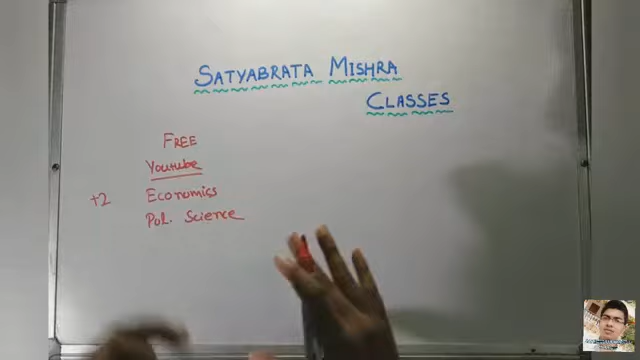 SATYABRATA MISHRA
CLASSES
FREE
Youtube
+2 Economics
Pol. Science